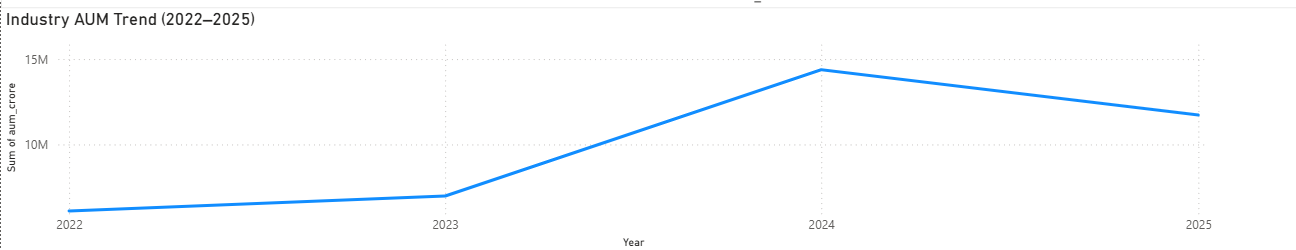 Industry AUM Trend (2022–2025)
15M
10M
Sum of aum_crore
2022 2023 2024 2025
Year